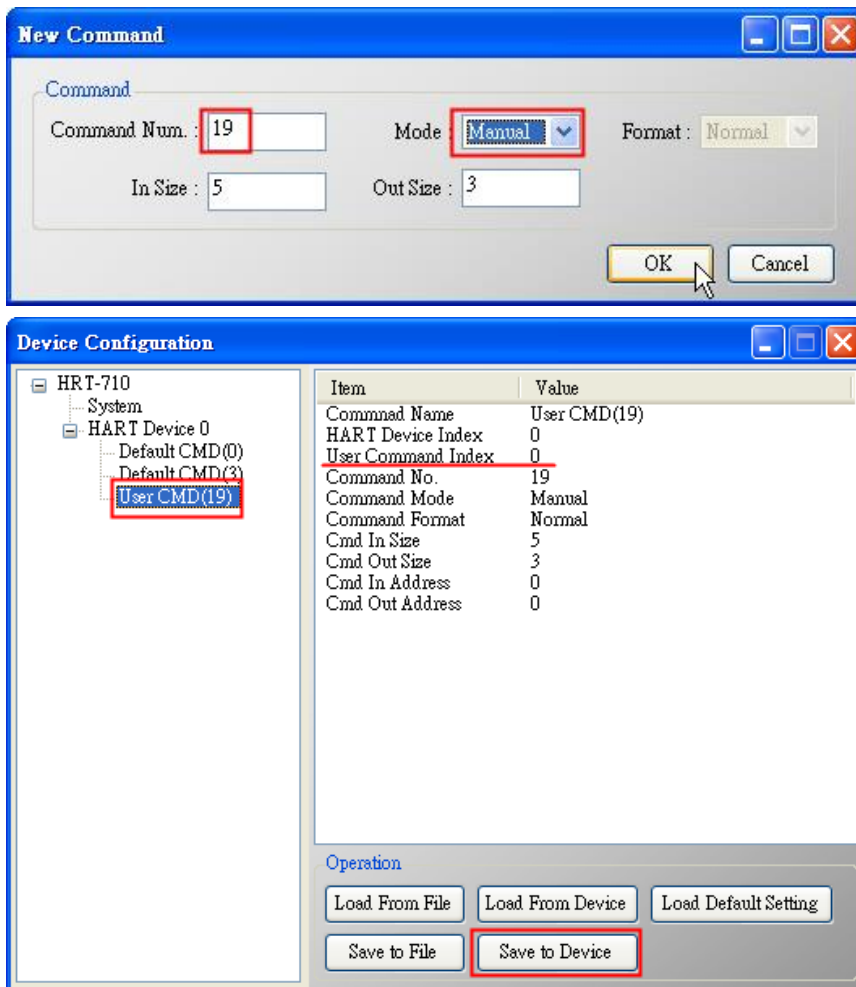 New Command
Command
Command Num. : 19 Mode : Manual Format : Normal
In Size : 5 Out Size : 3
OK Cancel
Device Configuration
HRT-710
System
HART Device 0
Default CMD(0)
Default CMD(3)
User CMD(19)
Item Value
Commnad Name User CMD(19)
HART Device Index 0
User Command Index 0
Command No. 19
Command Mode Manual
Command Format Normal
Cmd In Size 5
Cmd Out Size 3
Cmd In Address 0
Cmd Out Address 0
Operation
Load From File Load From Device Load Default Setting
Save to File Save to Device